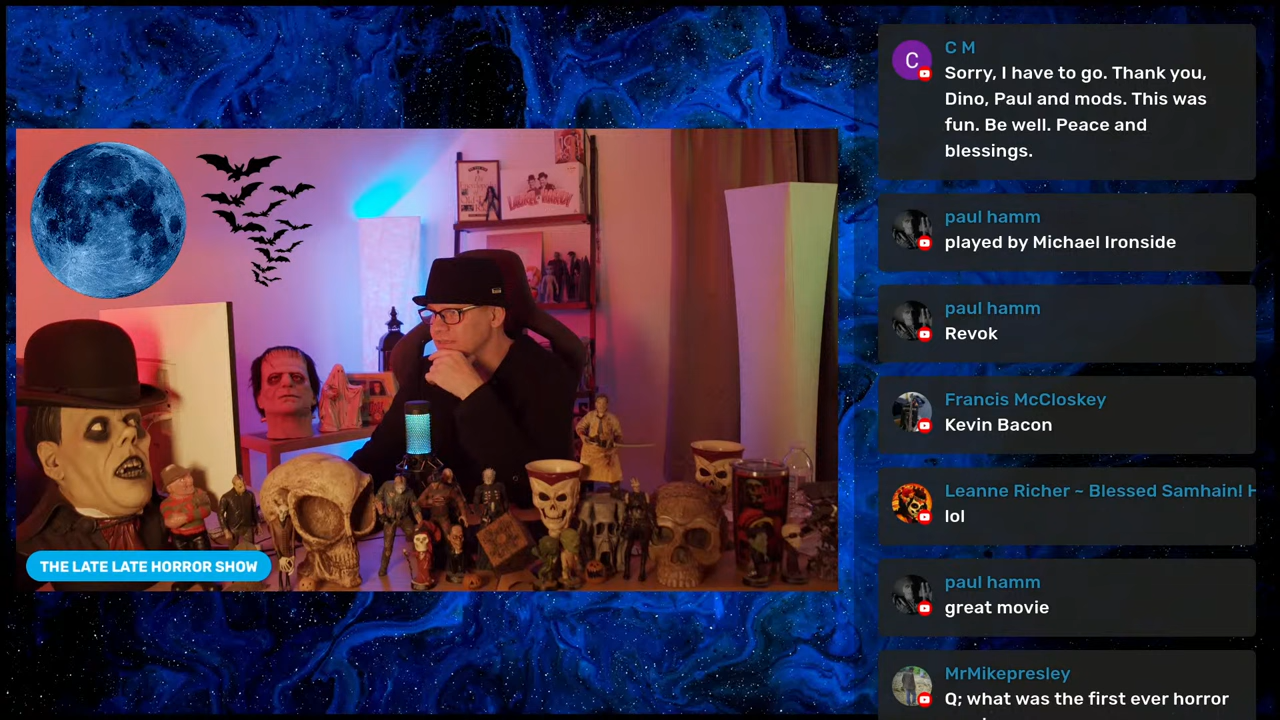 C M
C
Sorry, I have to go. Thank you,
Dino, Paul and mods. This was
fun. Be well. Peace and
blessings.
paul hamm
played by Michael Ironside
paul hamm
Revok
Francis McCloskey
Kevin Bacon
Leanne Richer ~ Blessed Samhain! H
lol
paul hamm
great movie
MrMikepresley
Q; what was the first ever horror
LAUREL HARDY
THE LATE LATE HORROR SHOW